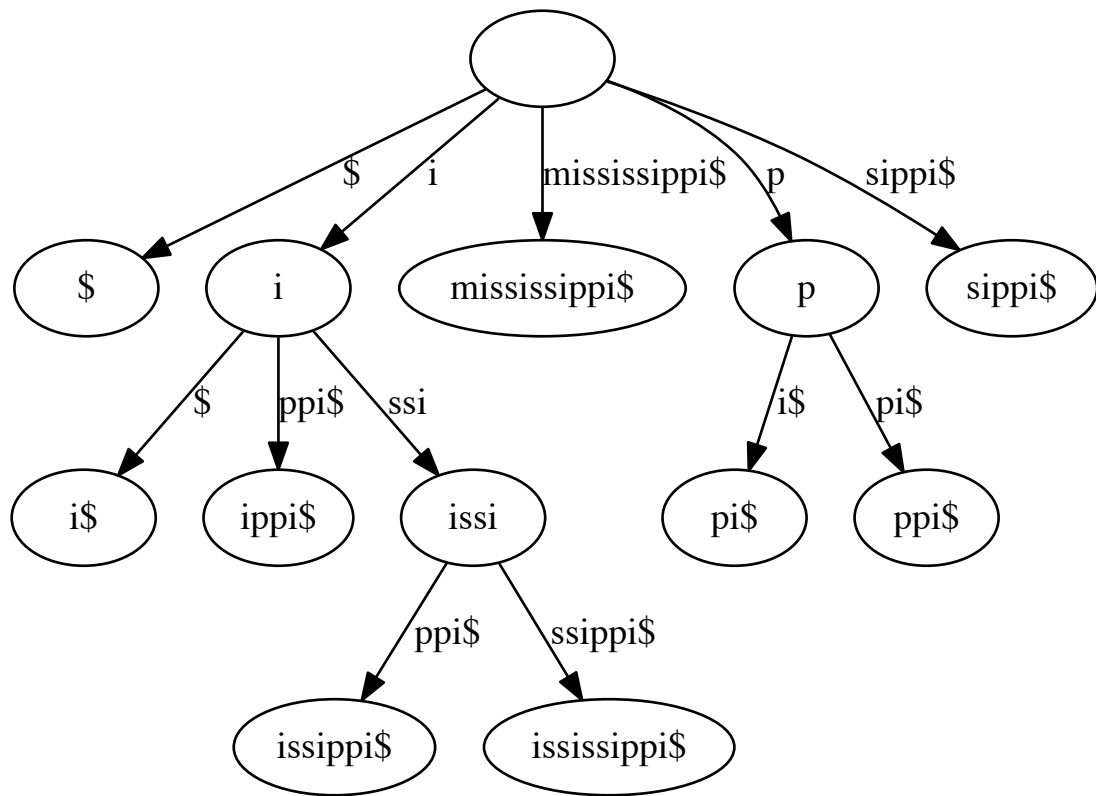 $ i mississippi$ p sippi$
$ i mississippi$ p sippi$
$ ppi$ ssi i$ pi$
i$ ippi$ issi pi$ ppi$
ppi$ ssippi$
issippi$ ississippi$